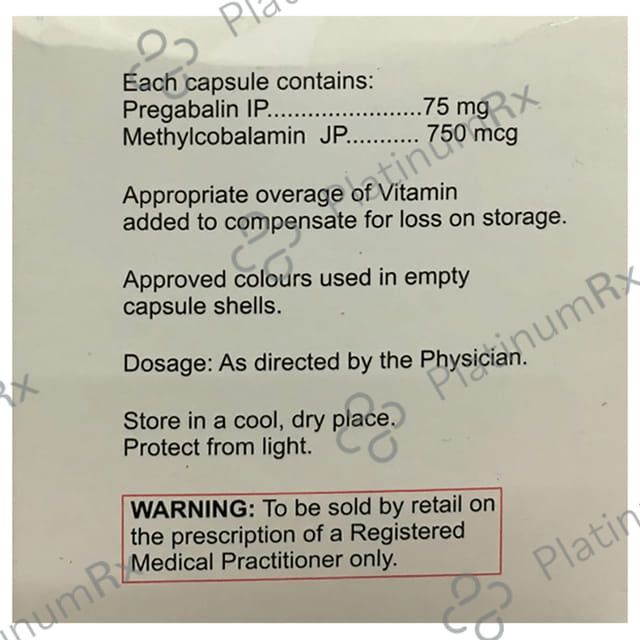 PlatinumRx
Each capsule contains:
Pregabalin IP.......................75 mg
Methylcobalamin JP........... 750 mcg
PlatinumRx
Appropriate overage of Vitamin
added to compensate for loss on storage.
Approved colours used in empty
capsule shells.
PlatinumRx
Dosage: As directed by the Physician.
Store in a cool, dry place.
Protect from light.
WARNING: To be sold by retail on
the prescription of a Registered
Medical Practitioner only.
PlatinumRx